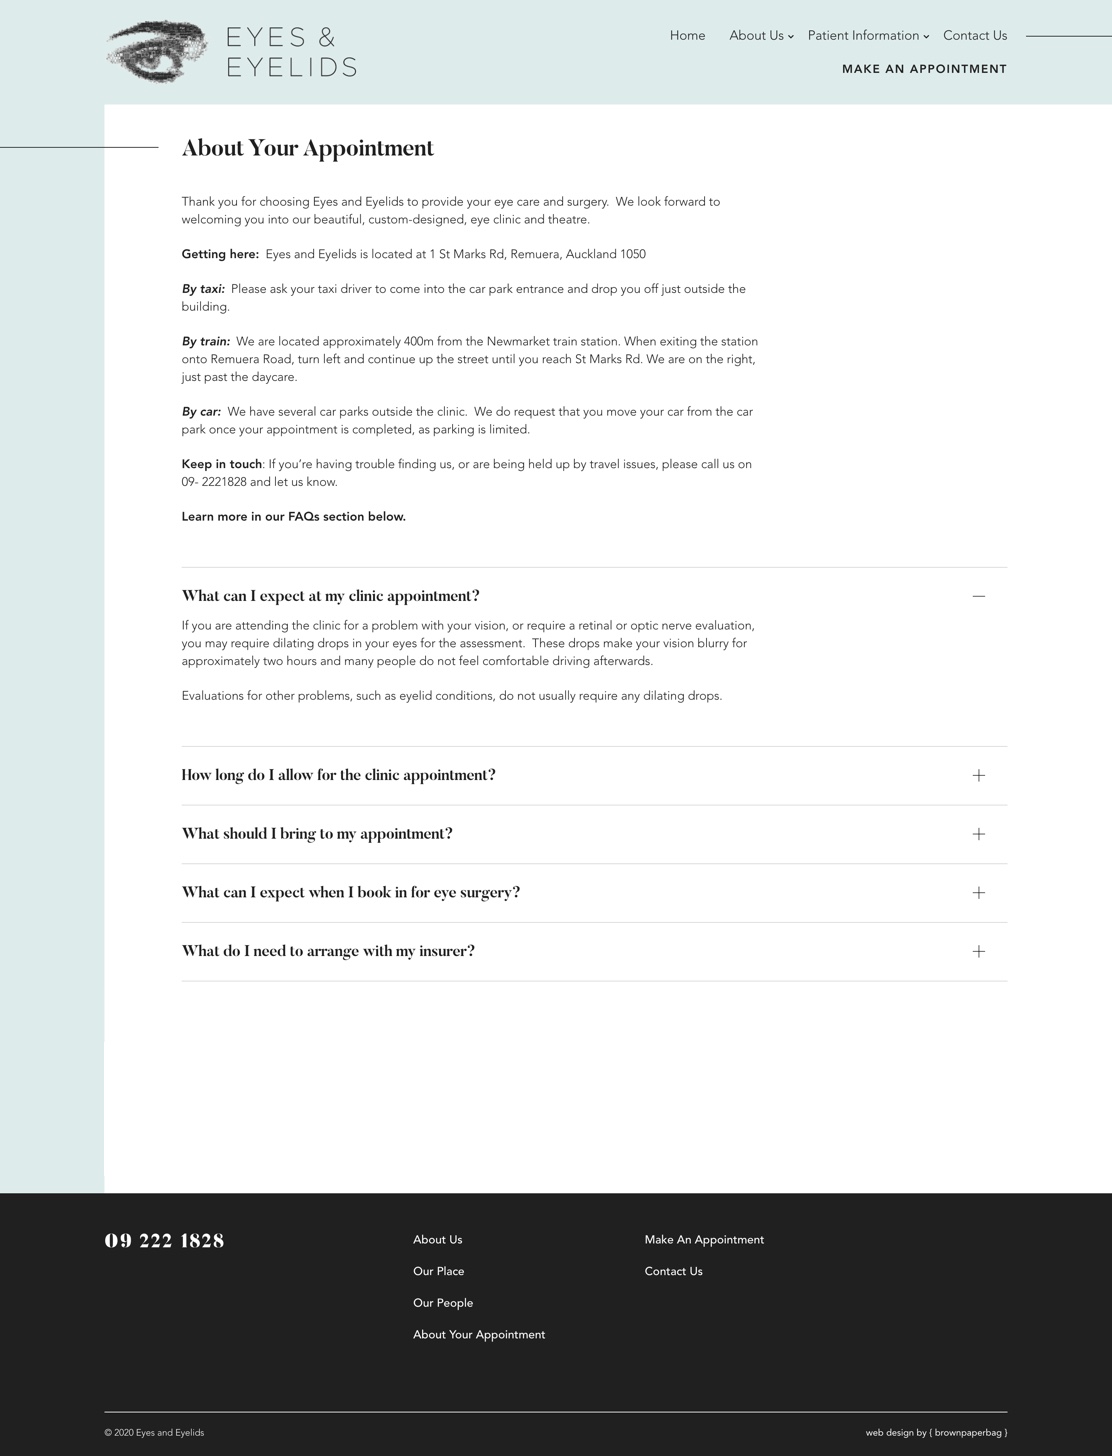 EYES &
EYELIDS
Home About Us Patient Information Contact Us
MAKE AN APPOINTMENT
About Your Appointment
Thank you for choosing Eyes and Eyelids to provide your eye care and surgery.  We look forward to
welcoming you into our beautiful, custom-designed, eye clinic and theatre.
Getting here:  Eyes and Eyelids is located at 1 St Marks Rd, Remuera, Auckland 1050
By taxi:  Please ask your taxi driver to come into the car park entrance and drop you off just outside the
building.
By train:  We are located approximately 400m from the Newmarket train station. When exiting the station
onto Remuera Road, turn left and continue up the street until you reach St Marks Rd. We are on the right,
just past the daycare.
By car:  We have several car parks outside the clinic.  We do request that you move your car from the car
park once your appointment is completed, as parking is limited.
Keep in touch: If you’re having trouble finding us, or are being held up by travel issues, please call us on
09- 2221828 and let us know.
Learn more in our FAQs section below.
What can I expect at my clinic appointment?
If you are attending the clinic for a problem with your vision, or require a retinal or optic nerve evaluation,
you may require dilating drops in your eyes for the assessment.  These drops make your vision blurry for
approximately two hours and many people do not feel comfortable driving afterwards.
Evaluations for other problems, such as eyelid conditions, do not usually require any dilating drops.
How long do I allow for the clinic appointment?
What should I bring to my appointment?
What can I expect when I book in for eye surgery?
What do I need to arrange with my insurer?
09 222 1828
About Us
Our Place
Our People
About Your Appointment
Make An Appointment
Contact Us
© 2020 Eyes and Eyelids
web design by { brownpaperbag }